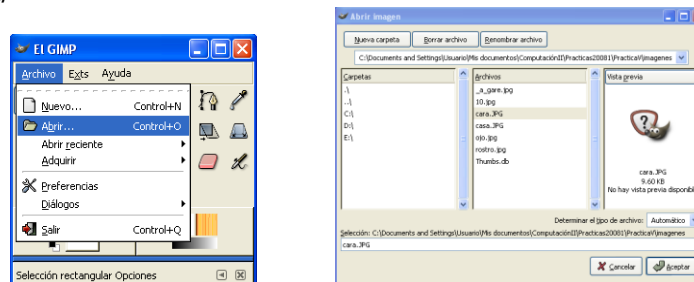 El GIMP
Archivo Exts Ayuda
Nuevo... Control+N
Abrir... Control+O
Abrir reciente
Adquirir
Preferencias
Diálogos
Salir Control+Q
Selección rectangular Opciones
Abrir imagen
Nueva carpeta Borrar archivo Renombrar archivo
C:\Documents and Settings\Usuario\Mis documentos\ComputaciónII\Practicas20081\PracticaV\imagenes
Carpetas
.\
..\
C:\
D:\
E:\
Archivos
_a_gare.jpg
10.jpg
cara.JPG
casa.JPG
ojo.jpg
rostro.jpg
Thumbs.db
Vista previa
cara.JPG
9.60 KB
No hay vista previa disponibl
Determinar el tipo de archivo: Automático
Selección: C:\Documents and Settings\Usuario\Mis documentos\ComputaciónII\Practicas20081\PracticaV\imagenes
cara.JPG
Cancelar Aceptar